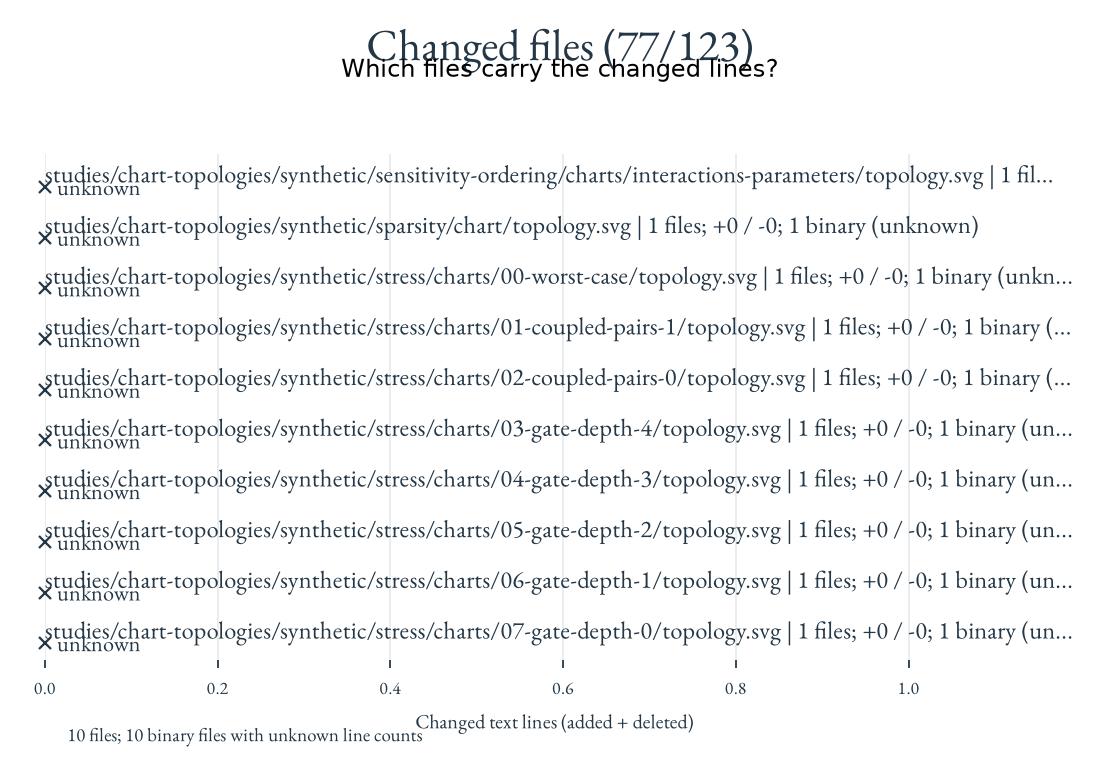 Changed files (77/123)
Which files carry the changed lines?
studies/chart-topologies/synthetic/sensitivity-ordering/charts/interactions-parameters/topology.svg | 1 fil...
unknown
studies/chart-topologies/synthetic/sparsity/chart/topology.svg | 1 files; +0 / -0; 1 binary (unknown)
unknown
studies/chart-topologies/synthetic/stress/charts/00-worst-case/topology.svg | 1 files; +0 / -0; 1 binary (unkn...
unknown
studies/chart-topologies/synthetic/stress/charts/01-coupled-pairs-1/topology.svg | 1 files; +0 / -0; 1 binary (...
unknown
studies/chart-topologies/synthetic/stress/charts/02-coupled-pairs-0/topology.svg | 1 files; +0 / -0; 1 binary (...
unknown
studies/chart-topologies/synthetic/stress/charts/03-gate-depth-4/topology.svg | 1 files; +0 / -0; 1 binary (un...
unknown
studies/chart-topologies/synthetic/stress/charts/04-gate-depth-3/topology.svg | 1 files; +0 / -0; 1 binary (un...
unknown
studies/chart-topologies/synthetic/stress/charts/05-gate-depth-2/topology.svg | 1 files; +0 / -0; 1 binary (un...
unknown
studies/chart-topologies/synthetic/stress/charts/06-gate-depth-1/topology.svg | 1 files; +0 / -0; 1 binary (un...
unknown
studies/chart-topologies/synthetic/stress/charts/07-gate-depth-0/topology.svg | 1 files; +0 / -0; 1 binary (un...
unknown
0.0 0.2 0.4 0.6 0.8 1.0
Changed text lines (added + deleted)
10 files; 10 binary files with unknown line counts